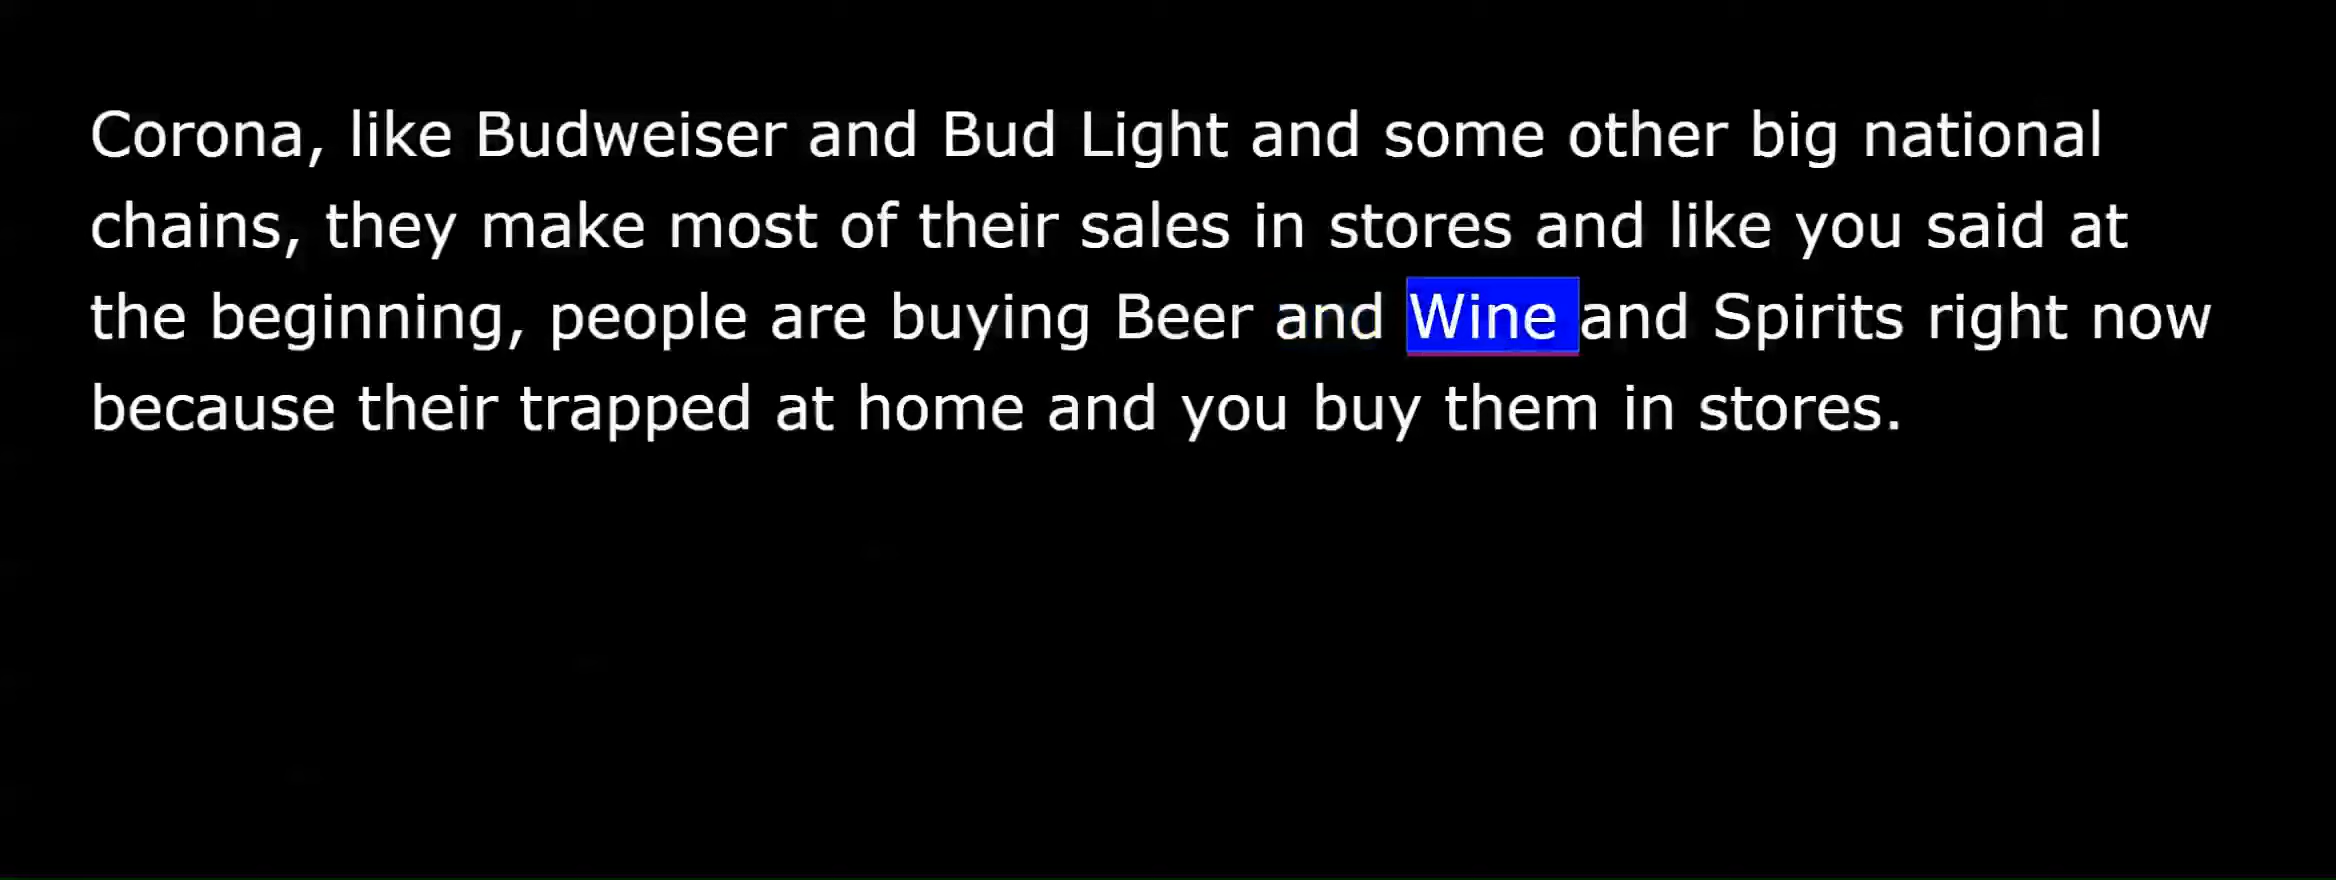 Corona, like Budweiser and Bud Light and some other big national
chains, they make most of their sales in stores and like you said at
the beginning, people are buying Beer and Wine and Spirits right now
because their trapped at home and you buy them in stores.